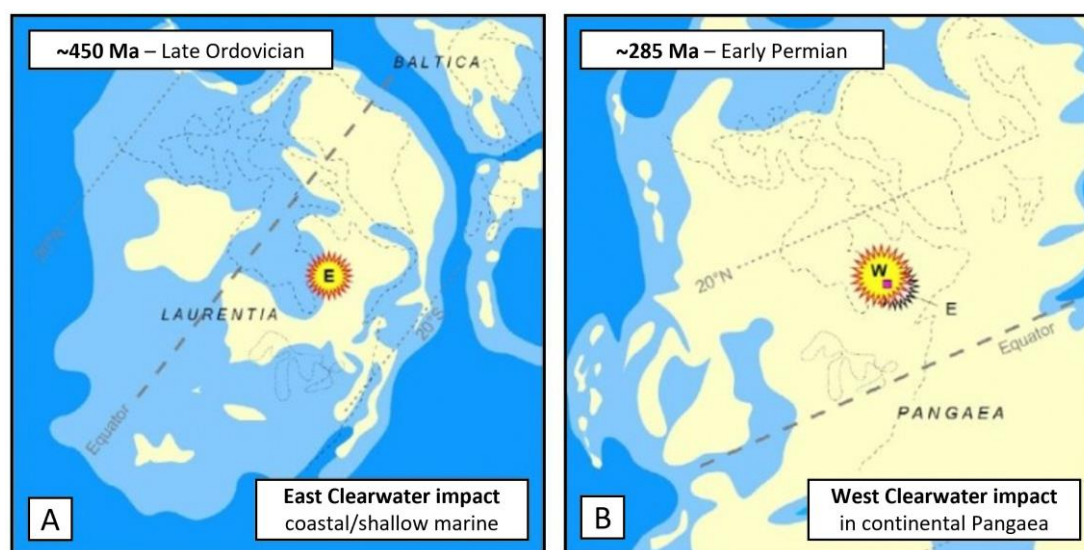 ~450 Ma – Late Ordovician
BALTICA
30°N
E
LAURENTIA
20°S
Equator
A
East Clearwater impact
coastal/shallow marine
~285 Ma – Early Permian
W
20°N
E
Equator
PANGAEA
B
West Clearwater impact
in continental Pangaea